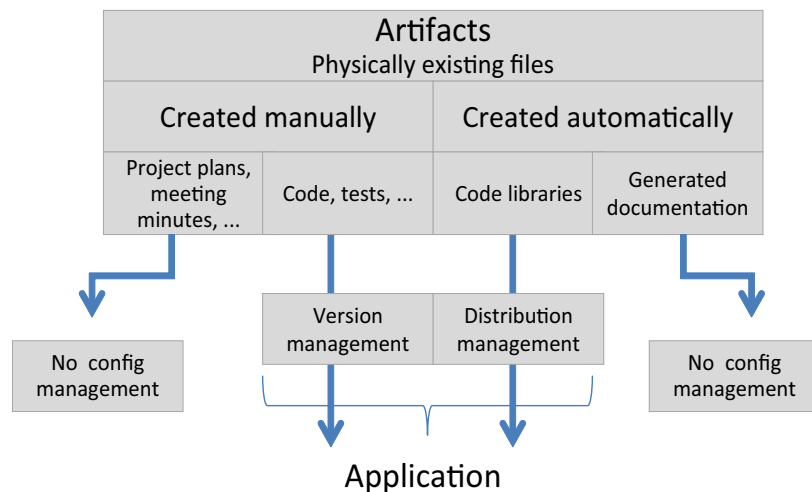 Artifacts
Physically existing files
Created manually
Created automatically
Project plans,
meeting
minutes, ...
Code, tests, ...
Code libraries
Generated
documentation
Version
management
Distribution
management
No config
management
No config
management
Application